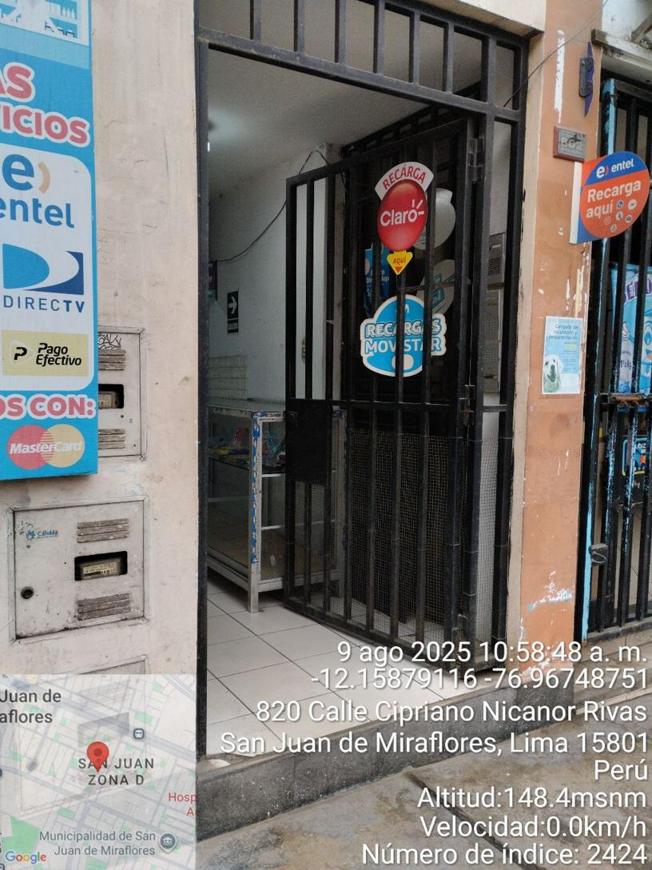 AS
VICIOS
e)
entel
DIRECTV
P Pago
Efectivo
OS CON:
MasterCard
Cálidda
RECARGA
Claro
AQUÍ
RECARGAS
MOVISTAR
e) entel
Recarga
aquí
9 ago 2025 10:58:48 a. m.
-12.15879116 -76.96748751
820 Calle Cipriano Nicanor Rivas
San Juan de Miraflores, Lima 15801
Perú
Altitud:148.4msnm
Velocidad:0.0km/h
Número de índice: 2424
Juan de
aflores
SAN JUAN
ZONA D
Hosp
A
Municipalidad de San
Juan de Miraflores
Google